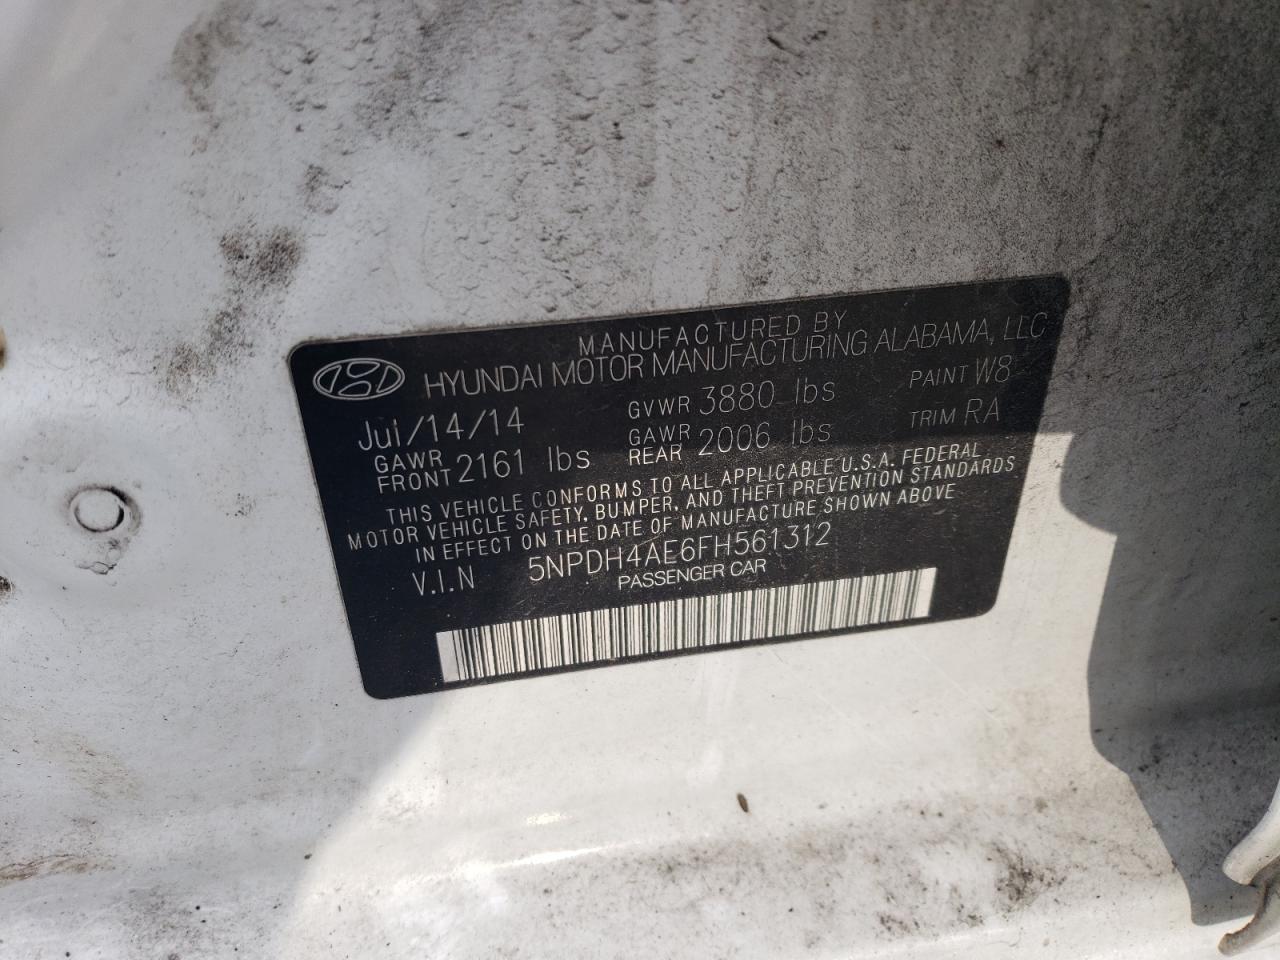 MANUFACTURED BY
HYUNDAI MOTOR MANUFACTURING ALABAMA, LLC
Jul/14/14 GVWR 3880 lbs PAINT W8
GAWR FRONT 2161 lbs GAWR REAR 2006 lbs TRIM RA
THIS VEHICLE CONFORMS TO ALL APPLICABLE U.S.A. FEDERAL
MOTOR VEHICLE SAFETY, BUMPER, AND THEFT PREVENTION STANDARDS
IN EFFECT ON THE DATE OF MANUFACTURE SHOWN ABOVE
V.I.N 5NPDH4AE6FH561312
PASSENGER CAR